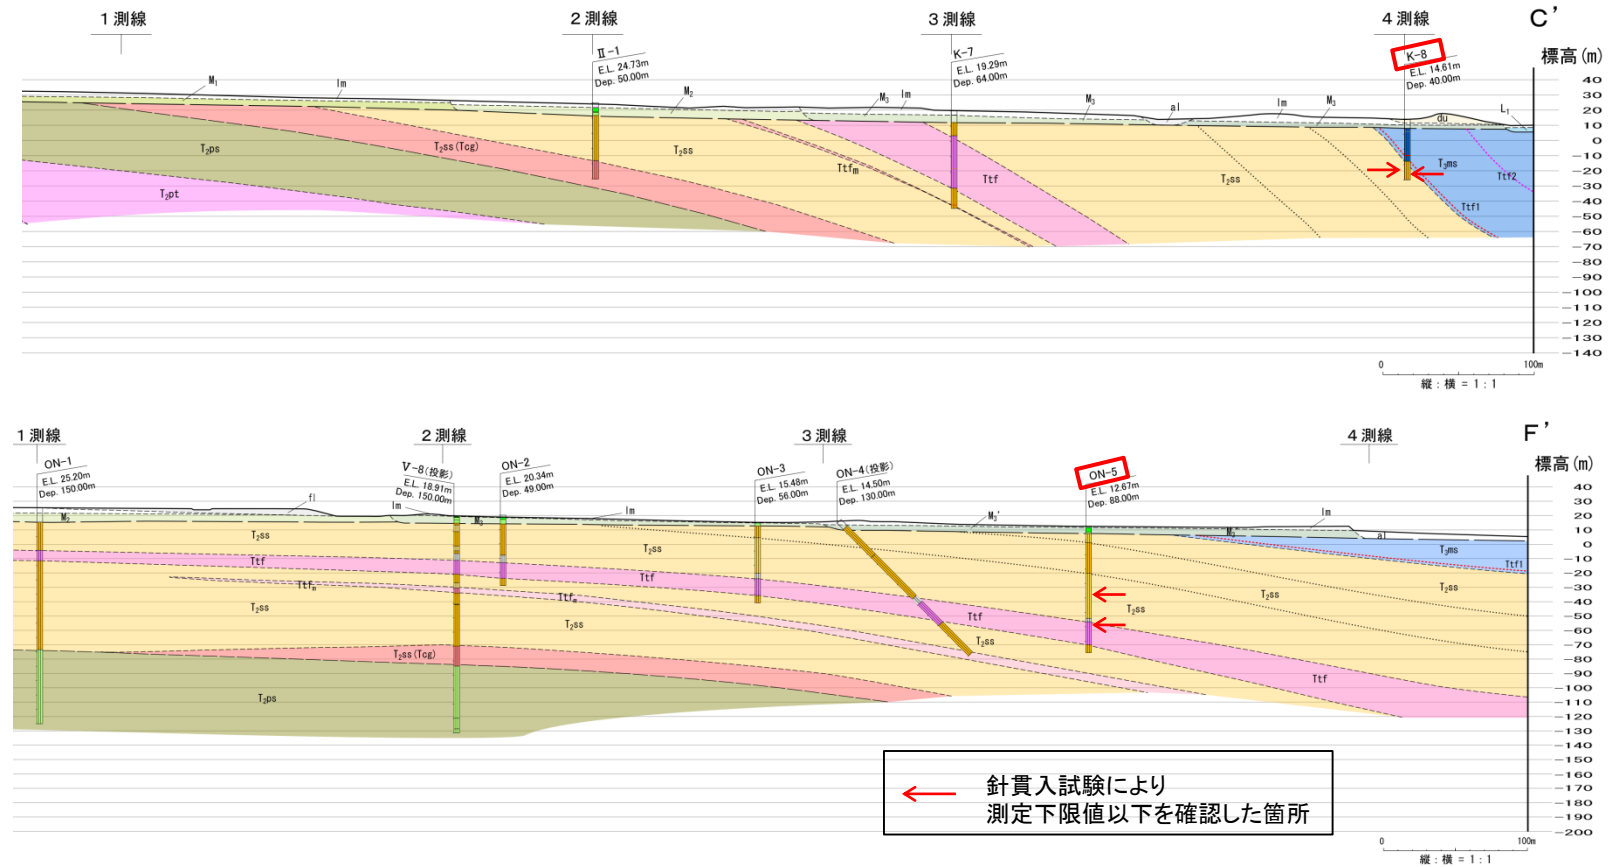 1測線
2測線
3測線
4測線
C'
標高(m)
Ⅱ-1
E.L. 24.73m
Dep. 50.00m
K-7
E.L. 19.29m
Dep. 64.00m
K-8
E.L. 14.61m
Dep. 40.00m
M₁
lm
M₂
M₃
lm
M₃
al
lm
M₃
du
L₁
T₂ps
T₂ss(Tcg)
T₂ss
Ttfm
Ttf
T₂ss
T₃ms
Ttf2
Ttf1
T₂pt
40
30
20
10
0
-10
-20
-30
-40
-50
-60
-70
-80
-90
-100
-110
-120
-130
-140
0
100m
縦:横 = 1:1
1測線
2測線
3測線
4測線
F'
標高(m)
ON-1
E.L. 25.20m
Dep. 150.00m
Ⅴ-8(投影)
E.L. 18.91m
Dep. 150.00m
ON-2
E.L. 20.34m
Dep. 49.00m
ON-3
E.L. 15.48m
Dep. 56.00m
ON-4(投影)
E.L. 14.50m
Dep. 130.00m
ON-5
E.L. 12.67m
Dep. 88.00m
M₂
fl
lm
M₃
lm
M₃'
M₃
lm
al
T₂ss
T₂ss
T₃ms
Ttf1
Ttf
Ttf
Ttfm
Ttfm
T₂ss
T₂ss
T₂ss
T₂ss
T₂ss
T₂ss
Ttf
Ttf
T₂ss(Tcg)
T₂ps
40
30
20
10
0
-10
-20
-30
-40
-50
-60
-70
-80
-90
-100
-110
-120
-130
-140
-150
-160
-170
-180
-190
-200
針貫入試験により
測定下限値以下を確認した箇所
0
100m
縦:横 = 1:1